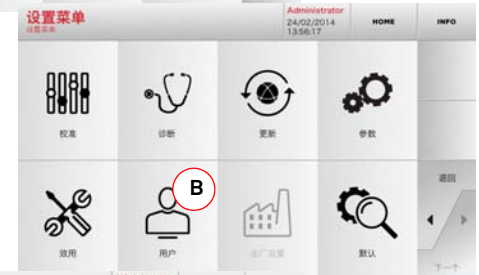 设置菜单
设置菜单
Administrator
24/02/2014
13:56:17
HOME
INFO
校准
诊断
更新
参数
退回
效用
B
用户
出厂设置
默认
下一个